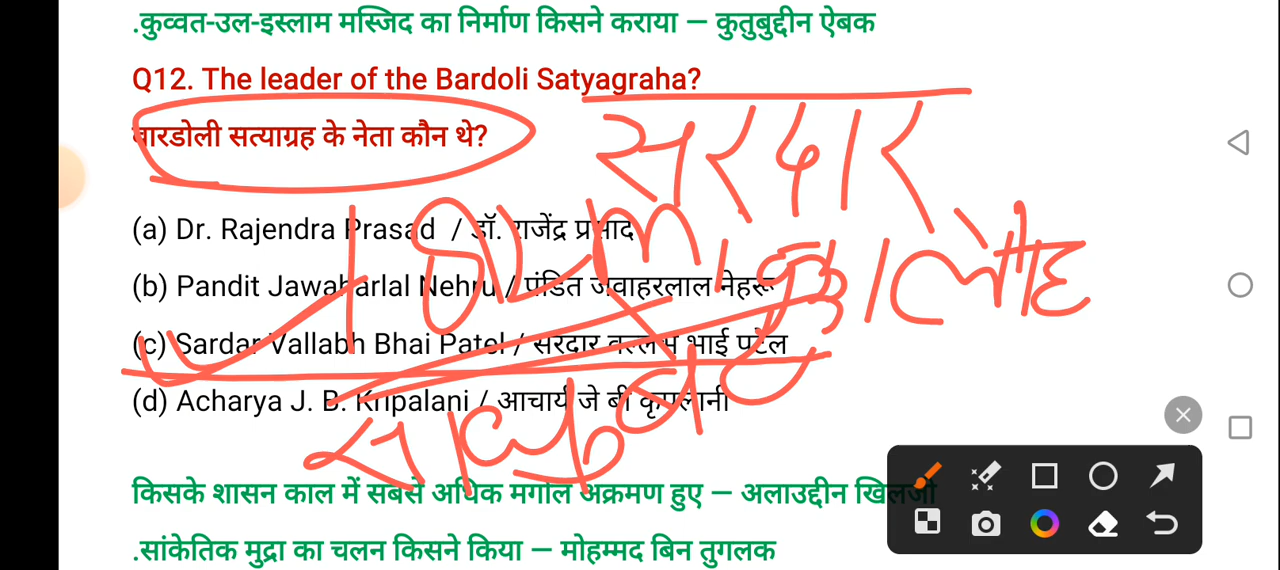 .कुव्वत-उल-इस्लाम मस्जिद का निर्माण किसने कराया – कुतुबुद्दीन ऐबक
Q12. The leader of the Bardoli Satyagraha?
बारडोली सत्याग्रह के नेता कौन थे?
सरदार
(a) Dr. Rajendra Prasad / डॉ. राजेंद्र प्रसाद
लौह
(b) Pandit Jawaharlal Nehru / पंडित जवाहरलाल नेहरू
(c) Sardar Vallabh Bhai Patel / सरदार वल्लभ भाई पटेल
(d) Acharya J. B. Kripalani / आचार्य जे बी कृपलानी
किसके शासन काल में सबसे अधिक मंगोल अक्रमण हुए – अलाउद्दीन खिलजी
.सांकेतिक मुद्रा का चलन किसने किया – मोहम्मद बिन तुगलक